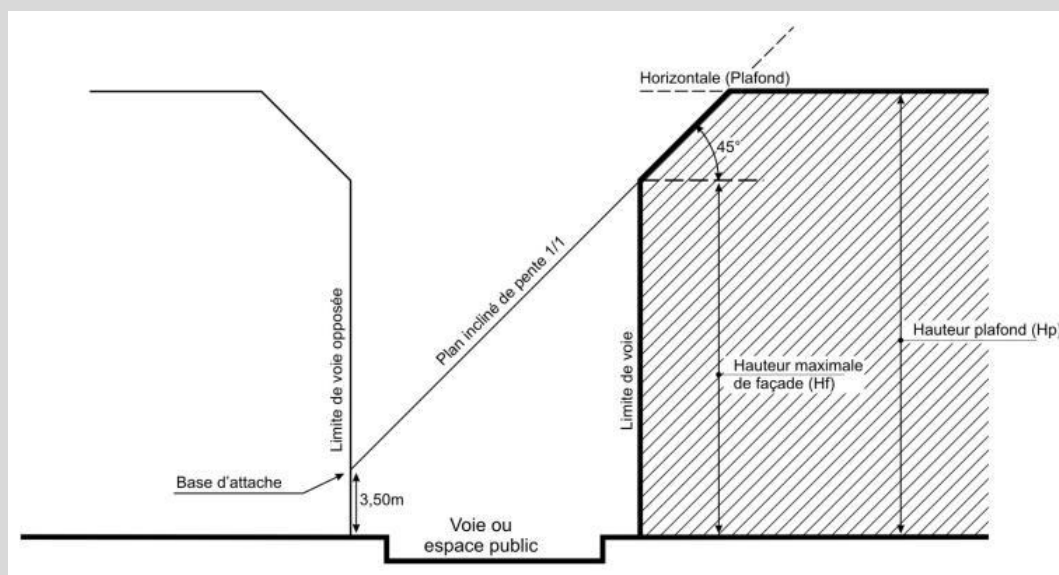 Horizontale (Plafond)
45°
Plan incliné de pente 1/1
Limite de voie opposée
Limite de voie
Hauteur plafond (Hp)
Hauteur maximale
de façade (Hf)
Base d'attache
3,50m
Voie ou
espace public